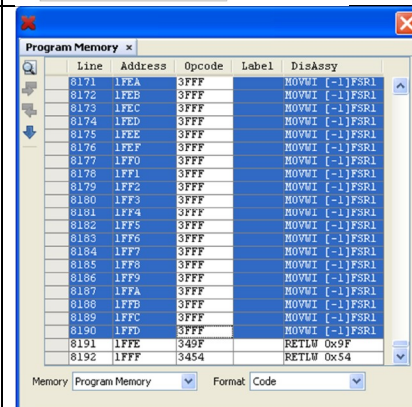 Program Memory ×
Line Address Opcode Label DisAssy
8171 1FEA 3FFF MOVWI [-1]FSR1
8172 1FEB 3FFF MOVWI [-1]FSR1
8173 1FEC 3FFF MOVWI [-1]FSR1
8174 1FED 3FFF MOVWI [-1]FSR1
8175 1FEE 3FFF MOVWI [-1]FSR1
8176 1FEF 3FFF MOVWI [-1]FSR1
8177 1FF0 3FFF MOVWI [-1]FSR1
8178 1FF1 3FFF MOVWI [-1]FSR1
8179 1FF2 3FFF MOVWI [-1]FSR1
8180 1FF3 3FFF MOVWI [-1]FSR1
8181 1FF4 3FFF MOVWI [-1]FSR1
8182 1FF5 3FFF MOVWI [-1]FSR1
8183 1FF6 3FFF MOVWI [-1]FSR1
8184 1FF7 3FFF MOVWI [-1]FSR1
8185 1FF8 3FFF MOVWI [-1]FSR1
8186 1FF9 3FFF MOVWI [-1]FSR1
8187 1FFA 3FFF MOVWI [-1]FSR1
8188 1FFB 3FFF MOVWI [-1]FSR1
8189 1FFC 3FFF MOVWI [-1]FSR1
8190 1FFD 3FFF MOVWI [-1]FSR1
8191 1FFE 349F RETLW 0x9F
8192 1FFF 3454 RETLW 0x54
Memory Program Memory Format Code